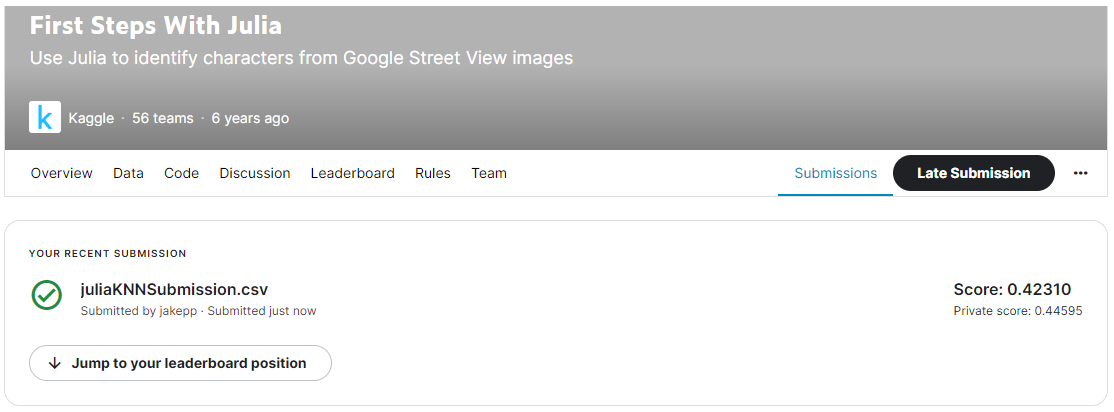 First Steps With Julia
Use Julia to identify characters from Google Street View images
k Kaggle · 56 teams · 6 years ago
Overview Data Code Discussion Leaderboard Rules Team Submissions Late Submission ···
YOUR RECENT SUBMISSION
juliaKNNSubmission.csv Score: 0.42310
Submitted by jakepp · Submitted just now Private score: 0.44595
↓ Jump to your leaderboard position